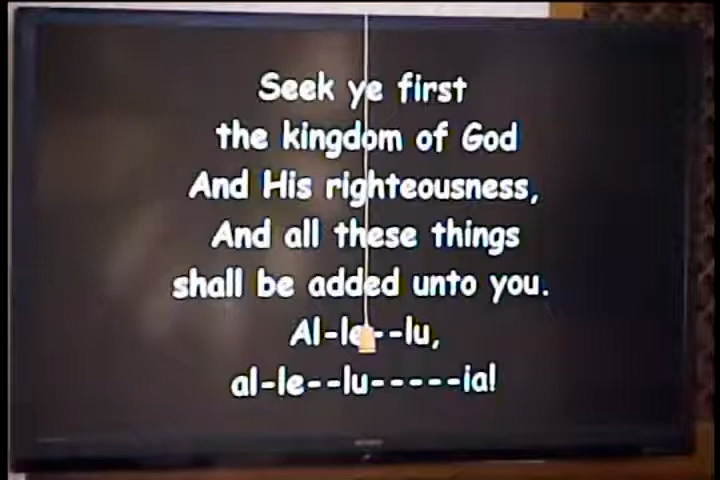 Seek ye first
the kingdom of God
And His righteousness,
And all these things
shall be added unto you.
Al-le--lu,
al-le--lu-----ia!